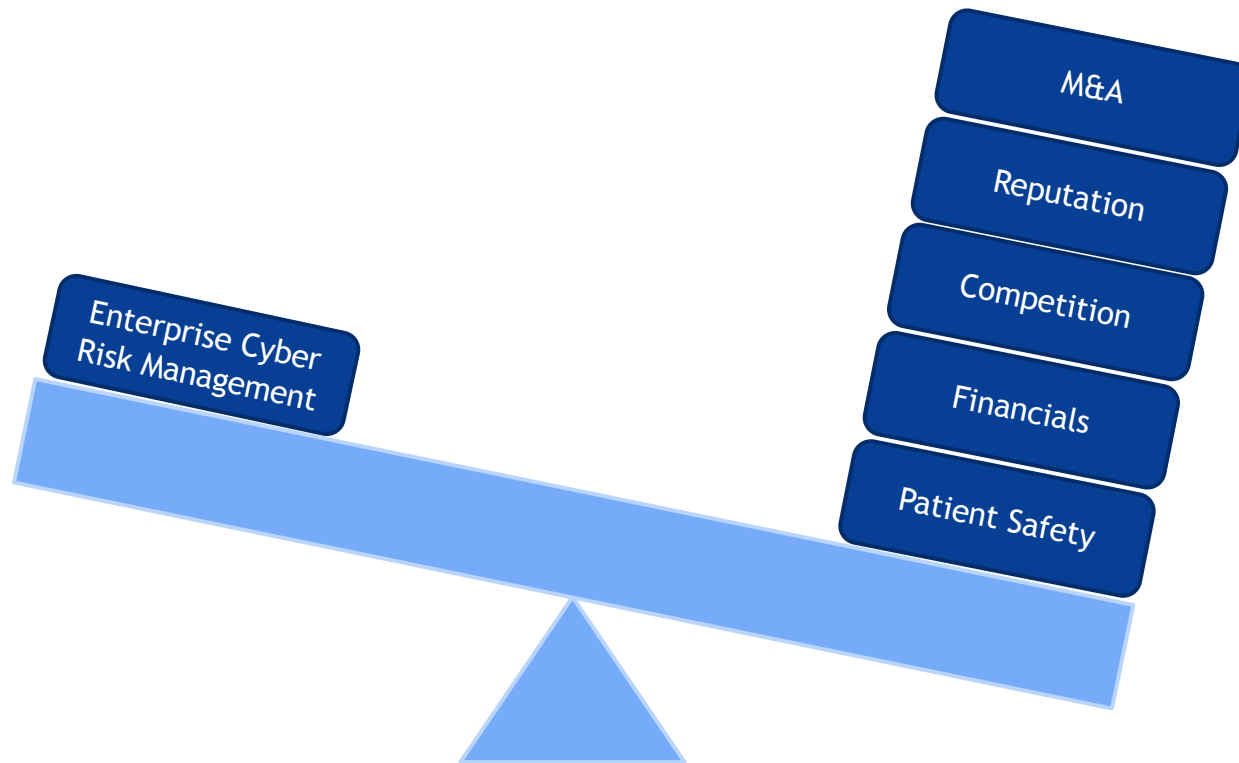 M&A
Reputation
Competition
Financials
Patient Safety
Enterprise Cyber
Risk Management